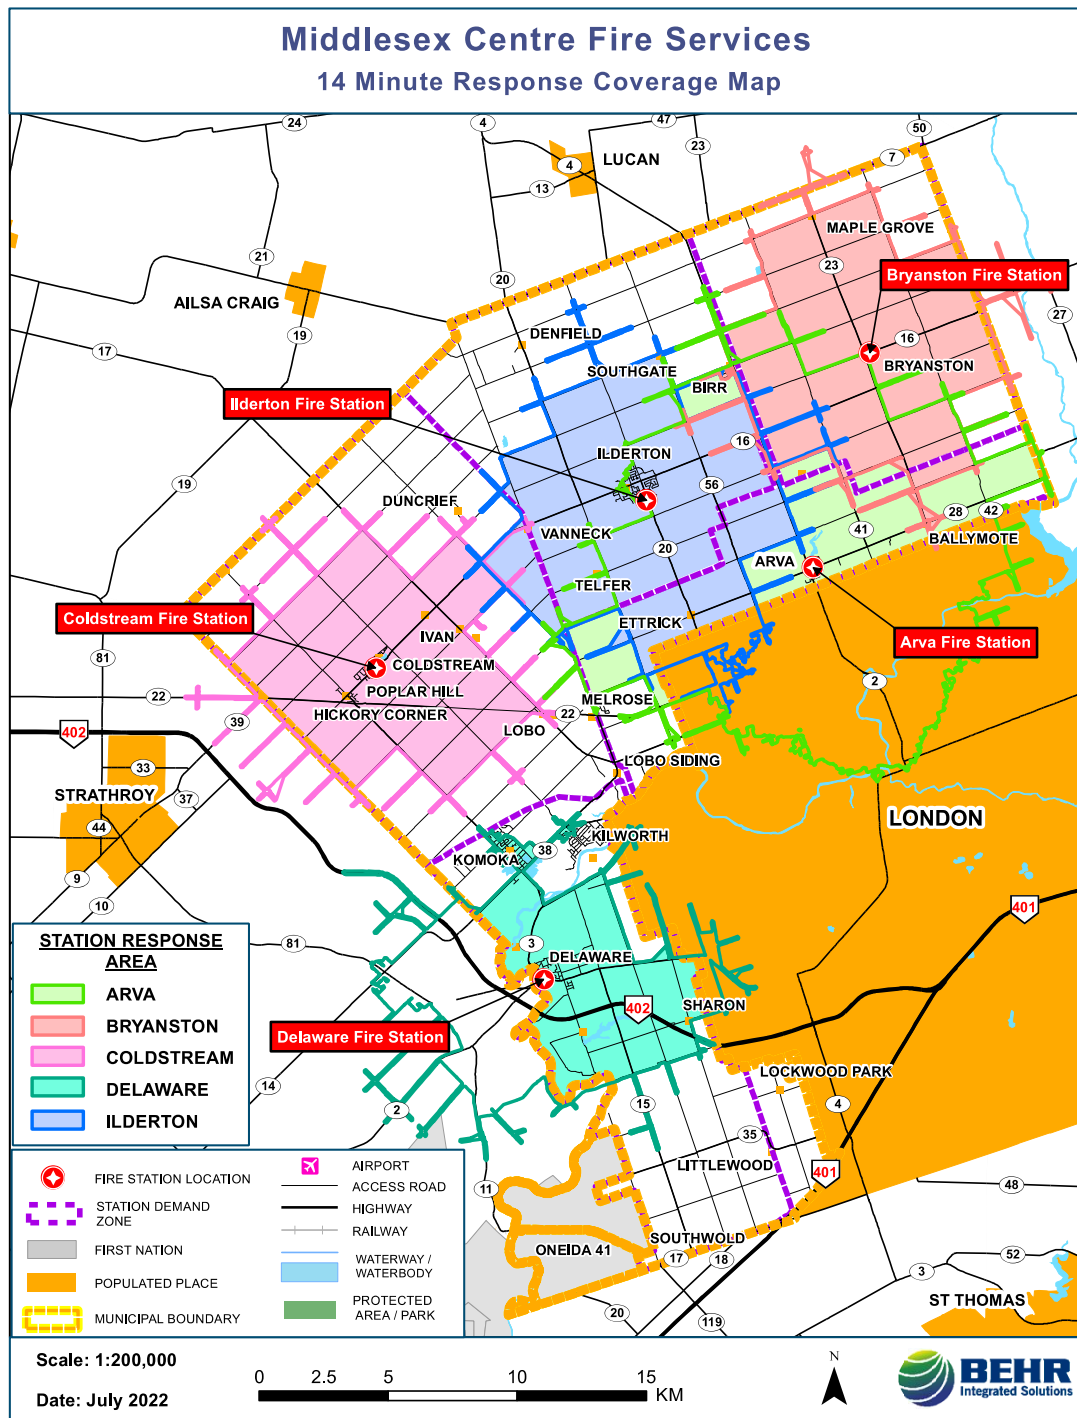 Middlesex Centre Fire Services
14 Minute Response Coverage Map
24
4
47
50
23
7
4
LUCAN
13
21
20
MAPLE GROVE
23
Bryanston Fire Station
AILSA CRAIG
19
27
17
DENFIELD
16
SOUTHGATE
BRYANSTON
BIRR
Ilderton Fire Station
16
ILDERTON
19
56
DUNCRIEF
28
42
VANNECK
41
BALLYMOTE
20
ARVA
TELFER
Coldstream Fire Station
ETTRICK
IVAN
Arva Fire Station
81
COLDSTREAM
2
22
POPLAR HILL
MELROSE
HICKORY CORNER
22
39
LOBO
402
LOBO SIDING
33
STRATHROY
37
LONDON
44
KILWORTH
38
KOMOKA
9
10
401
81
3
DELAWARE
402
SHARON
Delaware Fire Station
LOCKWOOD PARK
14
2
15
4
35
LITTLEWOOD
401
11
48
SOUTHWOLD
ONEIDA 41
17
18
52
3
ST THOMAS
20
119
STATION RESPONSE
AREA
ARVA
BRYANSTON
COLDSTREAM
DELAWARE
ILDERTON
FIRE STATION LOCATION
STATION DEMAND
ZONE
FIRST NATION
POPULATED PLACE
MUNICIPAL BOUNDARY
AIRPORT
ACCESS ROAD
HIGHWAY
RAILWAY
WATERWAY /
WATERBODY
PROTECTED
AREA / PARK
Scale: 1:200,000
Date: July 2022
0 2.5 5 10 15
KM
N
BEHR
Integrated Solutions